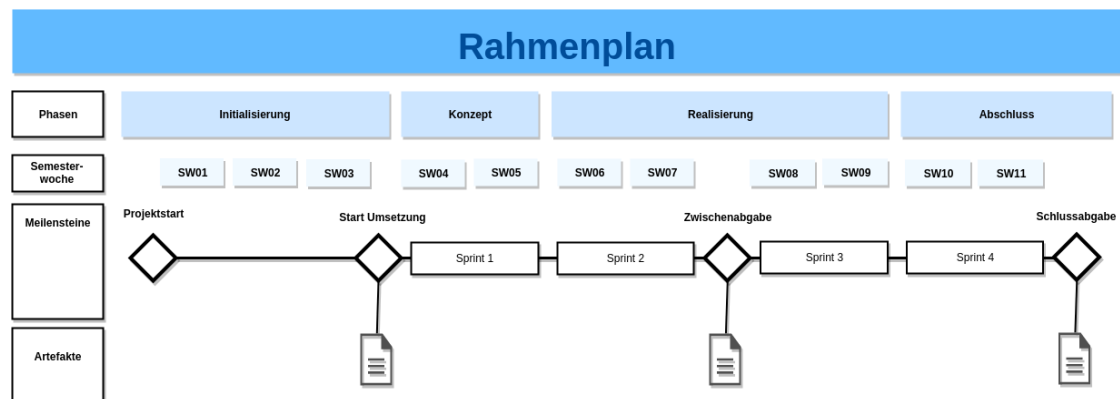 Rahmenplan
Phasen
Initialisierung
Konzept
Realisierung
Abschluss
Semester-
woche
SW01
SW02
SW03
SW04
SW05
SW06
SW07
SW08
SW09
SW10
SW11
Meilensteine
Projektstart
Start Umsetzung
Zwischenabgabe
Schlussabgabe
Sprint 1
Sprint 2
Sprint 3
Sprint 4
Artefakte